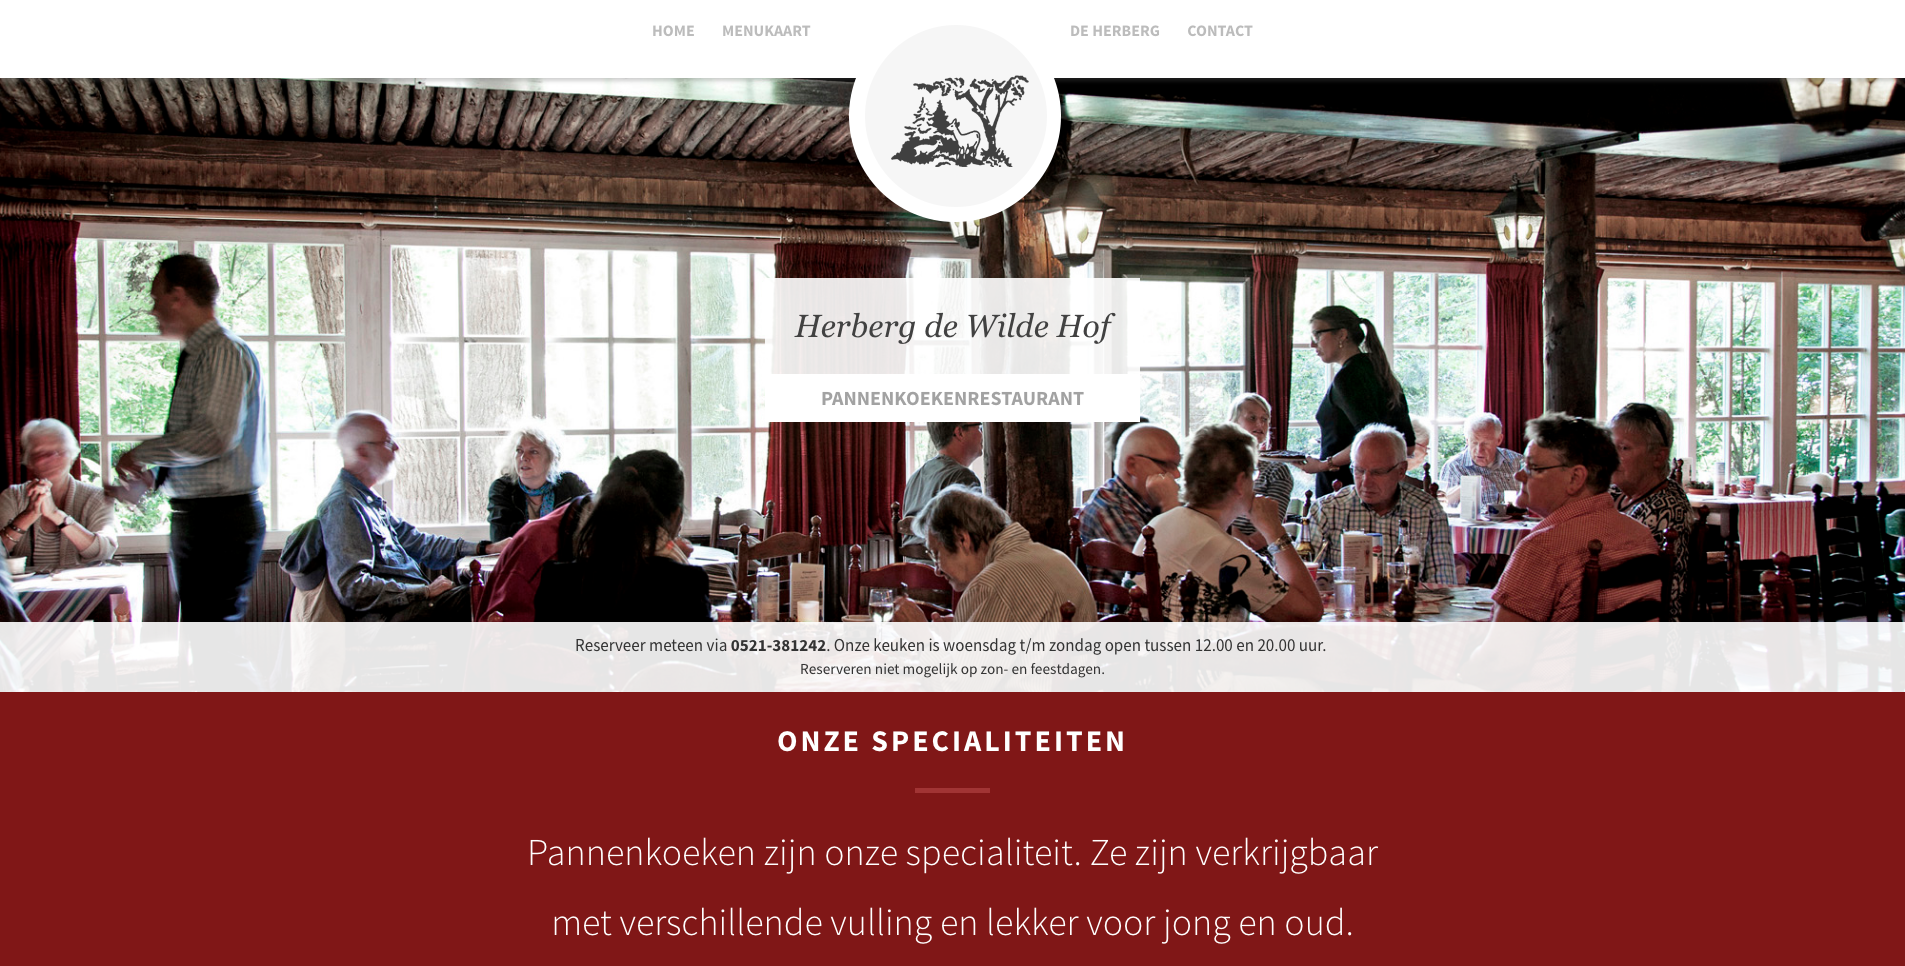 HOME MENUKAART DE HERBERG CONTACT
Herberg de Wilde Hof
PANNENKOEKENRESTAURANT
Reserveer meteen via 0521-381242. Onze keuken is woensdag t/m zondag open tussen 12.00 en 20.00 uur.
Reserveren niet mogelijk op zon- en feestdagen.
ONZE SPECIALITEITEN
Pannenkoeken zijn onze specialiteit. Ze zijn verkrijgbaar
met verschillende vulling en lekker voor jong en oud.